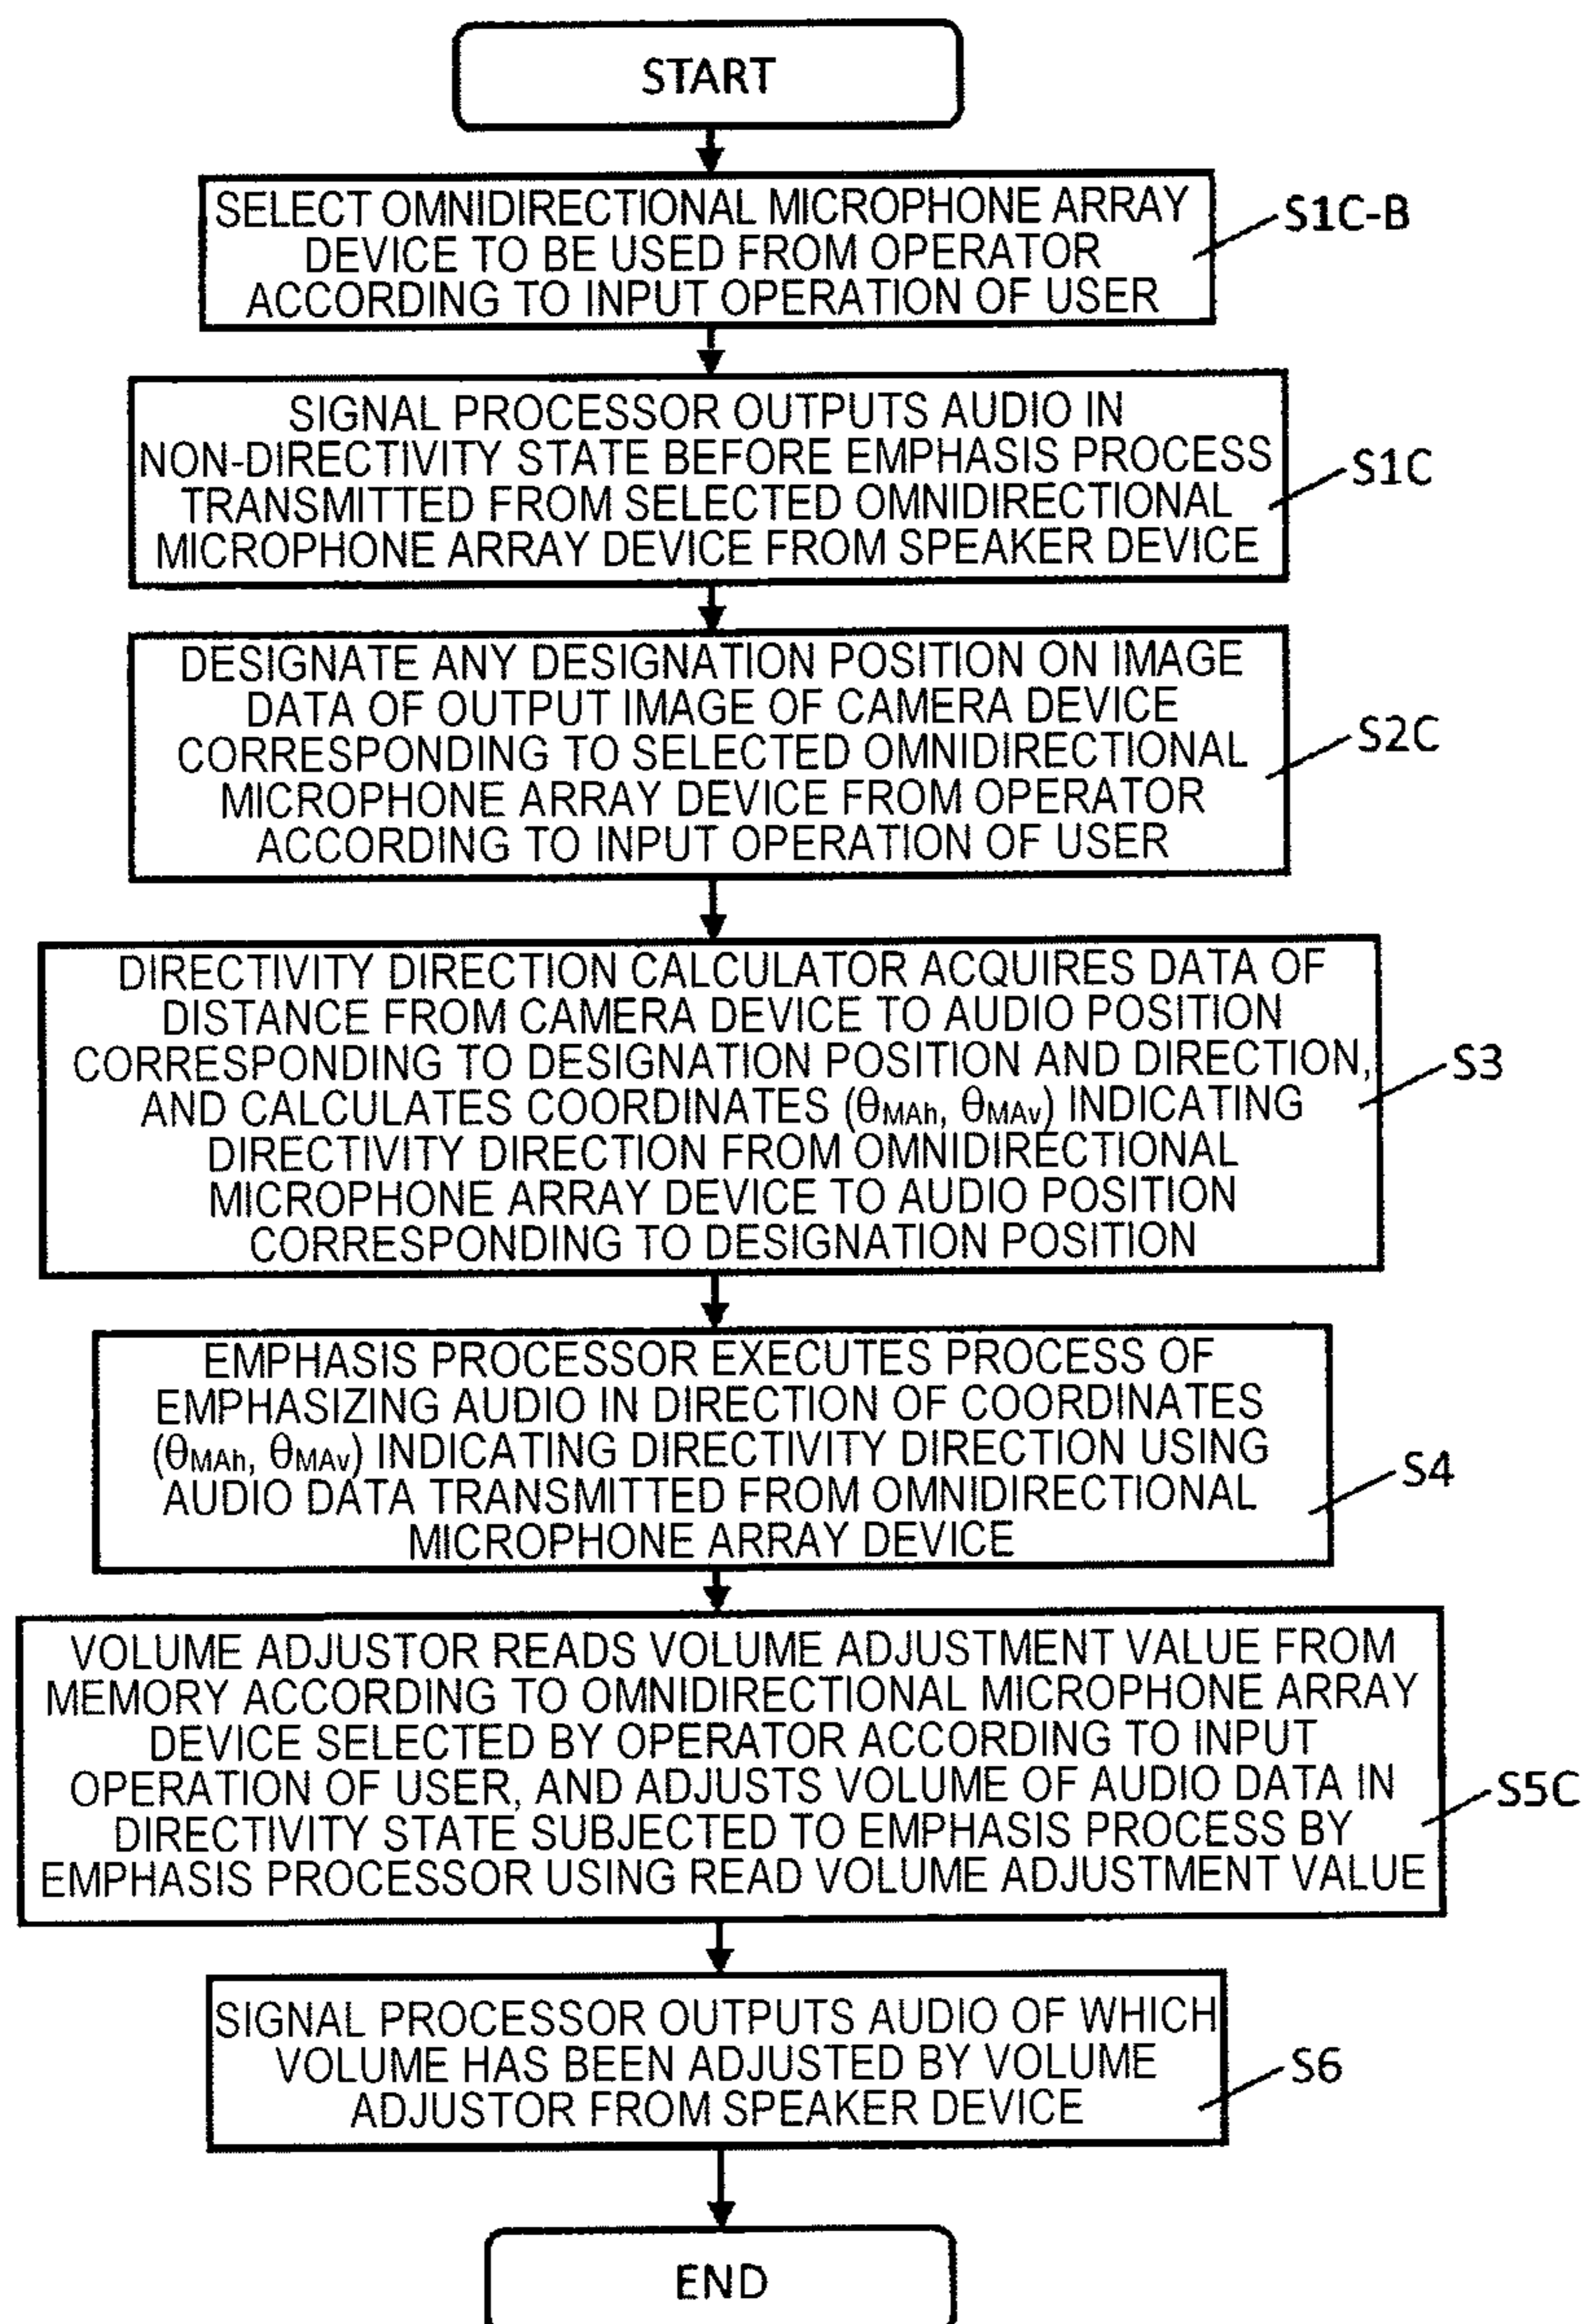 START
SELECT OMNIDIRECTIONAL MICROPHONE ARRAY
DEVICE TO BE USED FROM OPERATOR
ACCORDING TO INPUT OPERATION OF USER
S1C-B
SIGNAL PROCESSOR OUTPUTS AUDIO IN
NON-DIRECTIVITY STATE BEFORE EMPHASIS PROCESS
TRANSMITTED FROM SELECTED OMNIDIRECTIONAL
MICROPHONE ARRAY DEVICE FROM SPEAKER DEVICE
S1C
DESIGNATE ANY DESIGNATION POSITION ON IMAGE
DATA OF OUTPUT IMAGE OF CAMERA DEVICE
CORRESPONDING TO SELECTED OMNIDIRECTIONAL
MICROPHONE ARRAY DEVICE FROM OPERATOR
ACCORDING TO INPUT OPERATION OF USER
S2C
DIRECTIVITY DIRECTION CALCULATOR ACQUIRES DATA OF
DISTANCE FROM CAMERA DEVICE TO AUDIO POSITION
CORRESPONDING TO DESIGNATION POSITION AND DIRECTION,
AND CALCULATES COORDINATES (θMAh, θMAv) INDICATING
DIRECTIVITY DIRECTION FROM OMNIDIRECTIONAL
MICROPHONE ARRAY DEVICE TO AUDIO POSITION
CORRESPONDING TO DESIGNATION POSITION
S3
EMPHASIS PROCESSOR EXECUTES PROCESS OF
EMPHASIZING AUDIO IN DIRECTION OF COORDINATES
(θMAh, θMAv) INDICATING DIRECTIVITY DIRECTION USING
AUDIO DATA TRANSMITTED FROM OMNIDIRECTIONAL
MICROPHONE ARRAY DEVICE
S4
VOLUME ADJUSTOR READS VOLUME ADJUSTMENT VALUE FROM
MEMORY ACCORDING TO OMNIDIRECTIONAL MICROPHONE ARRAY
DEVICE SELECTED BY OPERATOR ACCORDING TO INPUT
OPERATION OF USER, AND ADJUSTS VOLUME OF AUDIO DATA IN
DIRECTIVITY STATE SUBJECTED TO EMPHASIS PROCESS BY
EMPHASIS PROCESSOR USING READ VOLUME ADJUSTMENT VALUE
S5C
SIGNAL PROCESSOR OUTPUTS AUDIO OF WHICH
VOLUME HAS BEEN ADJUSTED BY VOLUME
ADJUSTOR FROM SPEAKER DEVICE
S6
END